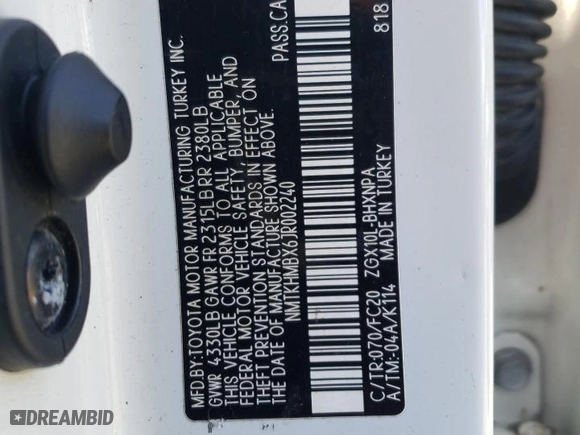 MFD.BY:TOYOTA MOTOR MANUFACTURING TURKEY INC.
GVWR 4330LB GAWR FR 2315LB RR 2380LB
THIS VEHICLE CONFORMS TO ALL APPLICABLE
FEDERAL MOTOR VEHICLE SAFETY, BUMPER, AND
THEFT PREVENTION STANDARDS IN EFFECT ON
THE DATE OF MANUFACTURE SHOWN ABOVE.
NMTKHMBX6JR002240 PASS.CA
C/TR:070/FC20 ZGX10L-BHXNPA
A/TM:-04A/K114 MADE IN TURKEY 818
DREAMBID